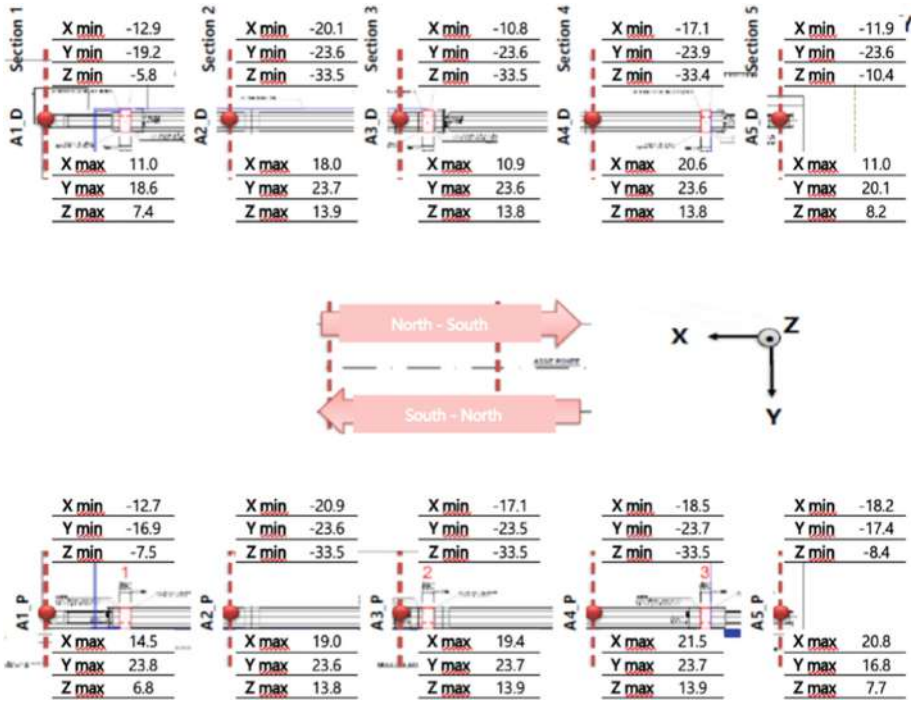 Section 1
X min -12.9
Y min -19.2
Z min -5.8
A1_D
X max 11.0
Y max 18.6
Z max 7.4
Section 2
X min -20.1
Y min -23.6
Z min -33.5
A2_D
X max 18.0
Y max 23.7
Z max 13.9
Section 3
X min -10.8
Y min -23.6
Z min -33.5
A3_D
X max 10.9
Y max 23.6
Z max 13.8
Section 4
X min -17.1
Y min -23.9
Z min -33.4
A4_D
X max 20.6
Y max 23.6
Z max 13.8
Section 5
X min -11.9
Y min -23.6
Z min -10.4
A5_D
X max 11.0
Y max 20.1
Z max 8.2
North - South
South - North
X
Z
Y
X min -12.7
Y min -16.9
Z min -7.5
1
A1_P
X max 14.5
Y max 23.8
Z max 6.8
X min -20.9
Y min -23.6
Z min -33.5
A2_P
X max 19.0
Y max 23.6
Z max 13.8
X min -17.1
Y min -23.5
Z min -33.5
2
A3_P
X max 19.4
Y max 23.7
Z max 13.9
X min -18.5
Y min -23.7
Z min -33.5
3
A4_P
X max 21.5
Y max 23.7
Z max 13.9
X min -18.2
Y min -17.4
Z min -8.4
A5_P
X max 20.8
Y max 16.8
Z max 7.7